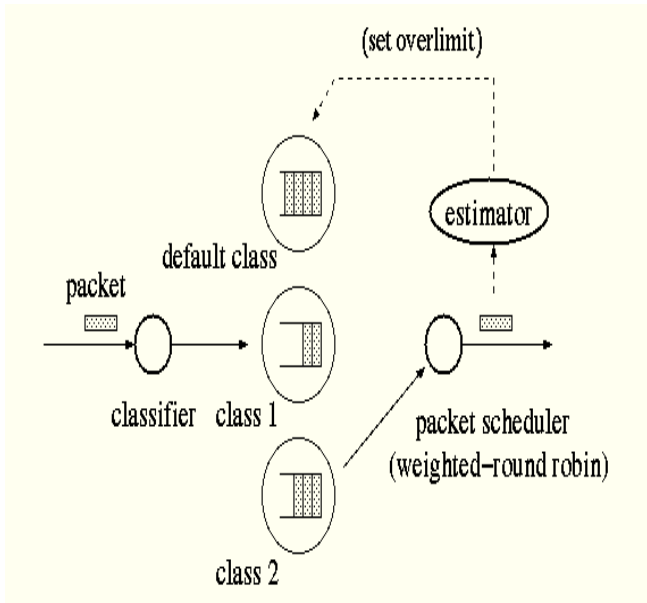 (set overlimit)
estimator
default class
packet
classifier
class 1
packet scheduler
(weighted-round robin)
class 2